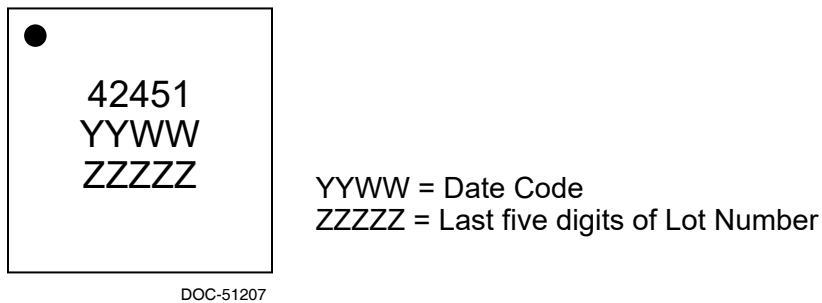 42451
YYWW
ZZZZZ
YYWW = Date Code
ZZZZZ = Last five digits of Lot Number
DOC-51207